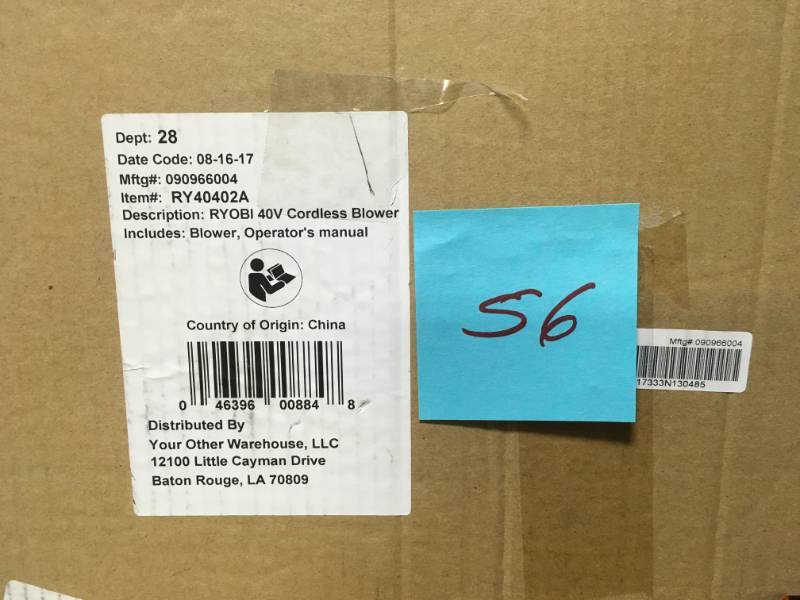 Dept: 28
Date Code: 08-16-17
Mftg#: 090966004
Item#: RY40402A
Description: RYOBI 40V Cordless Blower
Includes: Blower, Operator's manual
Country of Origin: China
0 46396 00884 8
Distributed By
Your Other Warehouse, LLC
12100 Little Cayman Drive
Baton Rouge, LA 70809
56
Mftg#:090966004
17333N130485